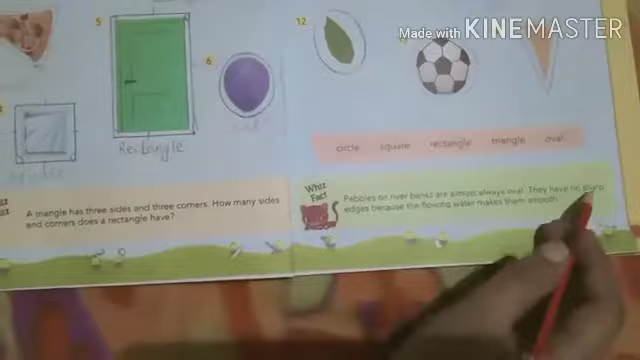 Made with KINEMASTER
5
12
6
Rectangle
circle square rectangle triangle oval
Whiz
Fact
Pebbles on river banks are almost always oval. They have no sharp
edges because the flowing water makes them smooth.
A triangle has three sides and three corners. How many sides
and corners does a rectangle have?